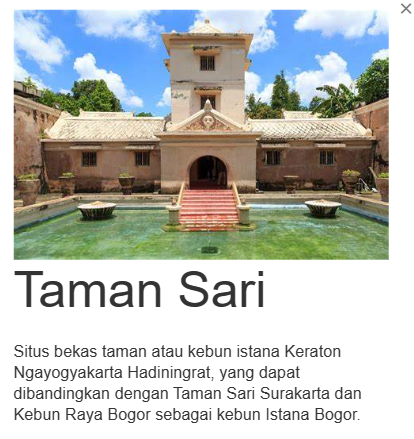 Taman Sari
Situs bekas taman atau kebun istana Keraton
Ngayogyakarta Hadiningrat, yang dapat
dibandingkan dengan Taman Sari Surakarta dan
Kebun Raya Bogor sebagai kebun Istana Bogor.